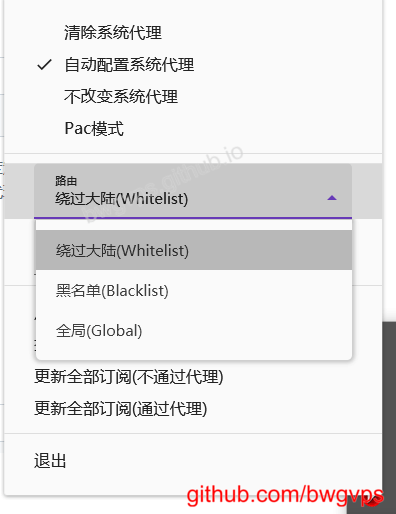 清除系统代理
自动配置系统代理
不改变系统代理
Pac模式
路由
绕过大陆(Whitelist)
绕过大陆(Whitelist)
黑名单(Blacklist)
全局(Global)
更新全部订阅(不通过代理)
更新全部订阅(通过代理)
退出
github.com/bwgvps